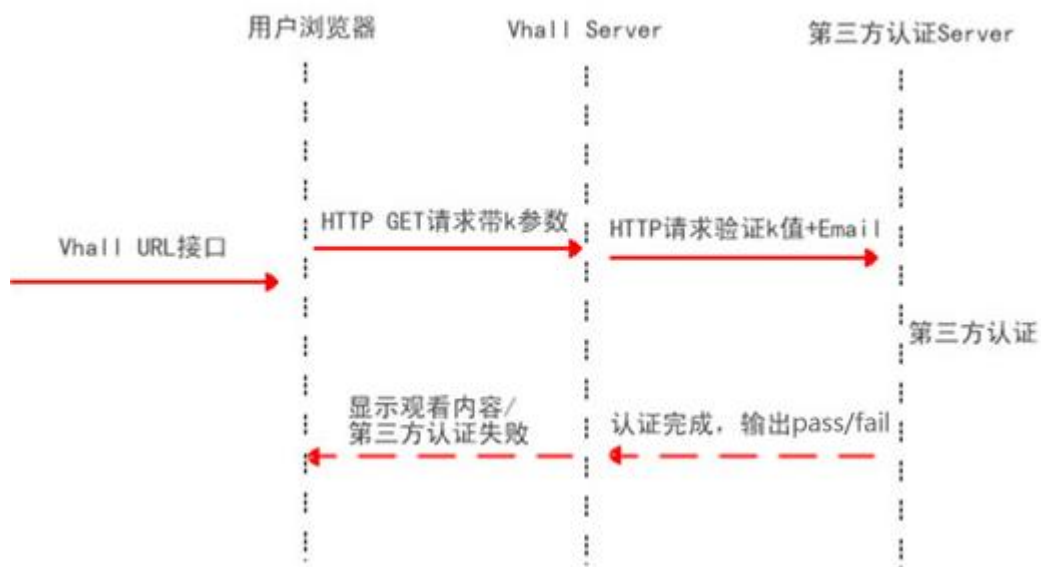 用户浏览器
Vhall Server
第三方认证Server
HTTP GET请求带k参数
HTTP请求验证k值+Email
Vhall URL接口
第三方认证
显示观看内容/
第三方认证失败
认证完成，输出pass/fail